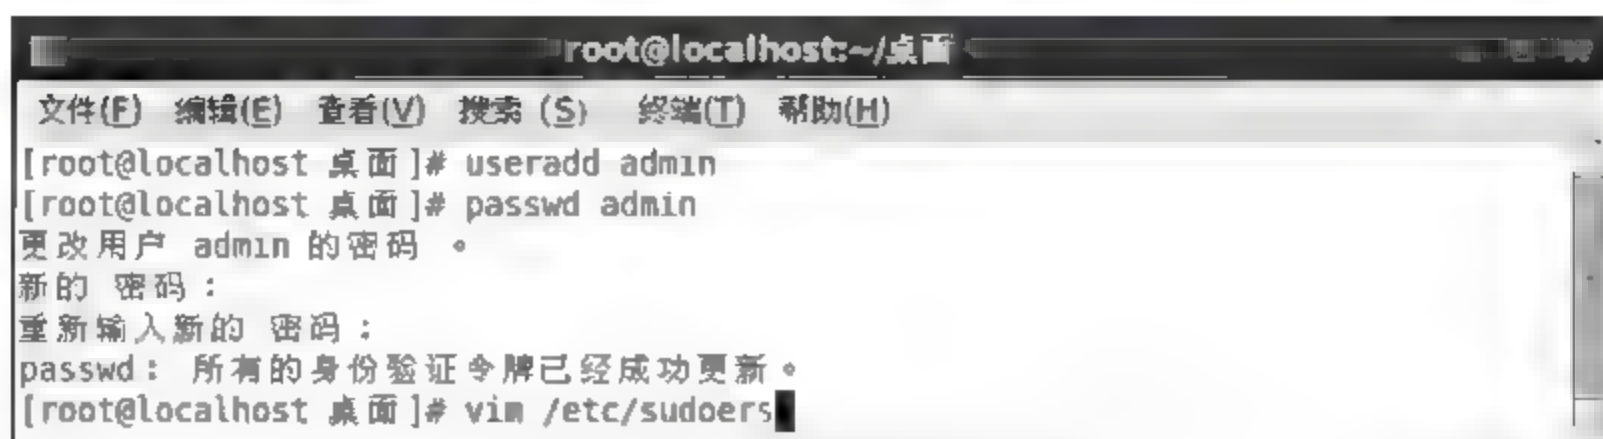 root@localhost:~/桌面
文件(F) 编辑(E) 查看(V) 搜索 (S) 终端(T) 帮助(H)
[root@localhost 桌面]# useradd admin
[root@localhost 桌面]# passwd admin
更改用户 admin 的密码 。
新的 密码：
重新输入新的 密码：
passwd： 所有的身份验证令牌已经成功更新。
[root@localhost 桌面]# vim /etc/sudoers